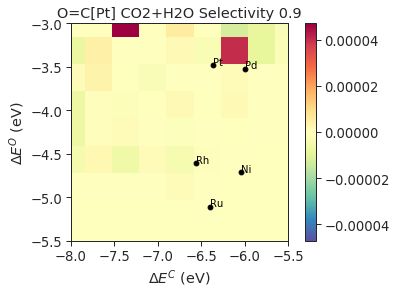 O=C[Pt] CO2+H2O Selectivity 0.9
−3.0
−3.5
−4.0
−4.5
−5.0
−5.5
ΔE^O (eV)
Pt
Pd
Rh
Ni
Ru
−8.0 −7.5 −7.0 −6.5 −6.0 −5.5
ΔE^C (eV)
0.00004
0.00002
0.00000
−0.00002
−0.00004